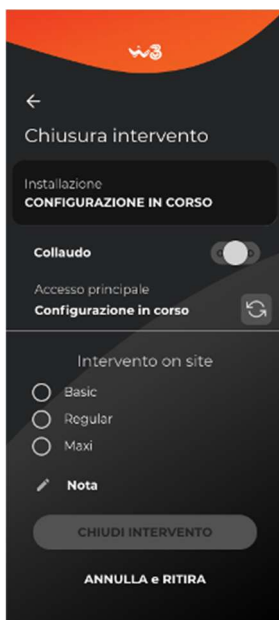 W3
Chiusura intervento
Installazione
CONFIGURAZIONE IN CORSO
Collaudo
Accesso principale
Configurazione in corso
Intervento on site
Basic
Regular
Maxi
Nota
CHIUDI INTERVENTO
ANNULLA e RITIRA